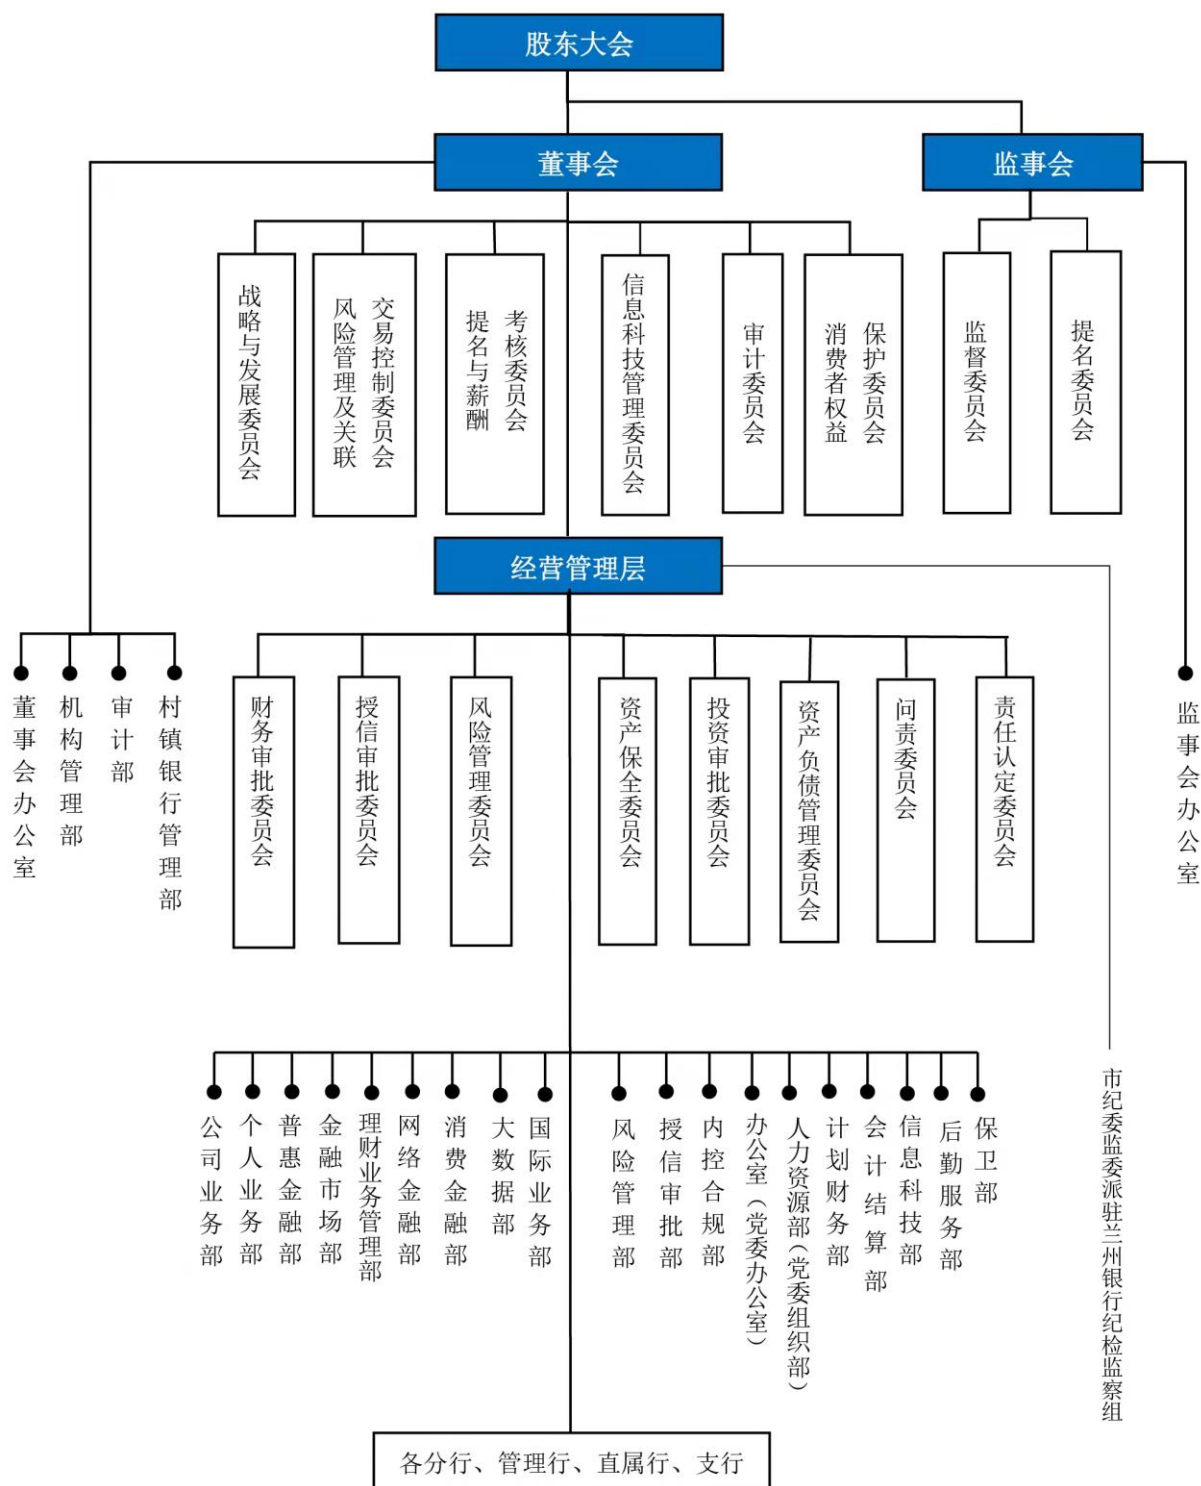 股东大会
董事会
监事会
战略与发展委员会
风险管理及关联
交易控制委员会
提名与薪酬
考核委员会
信息科技管理委员会
审计委员会
消费者权益
保护委员会
监督委员会
提名委员会
经营管理层
董事会办公室
机构管理部
审计部
村镇银行管理部
财务审批委员会
授信审批委员会
风险管理委员会
资产保全委员会
投资审批委员会
资产负债管理委员会
问责委员会
责任认定委员会
监事会办公室
公司业务部
个人业务部
普惠金融部
金融市场部
理财业务管理部
网络金融部
消费金融部
大数据部
国际业务部
风险管理部
授信审批部
内控合规部
办公室（党委办公室）
人力资源部（党委组织部）
计划财务部
会计结算部
信息科技部
后勤服务部
保卫部
市纪委监委派驻兰州银行纪检监察组
各分行、管理行、直属行、支行